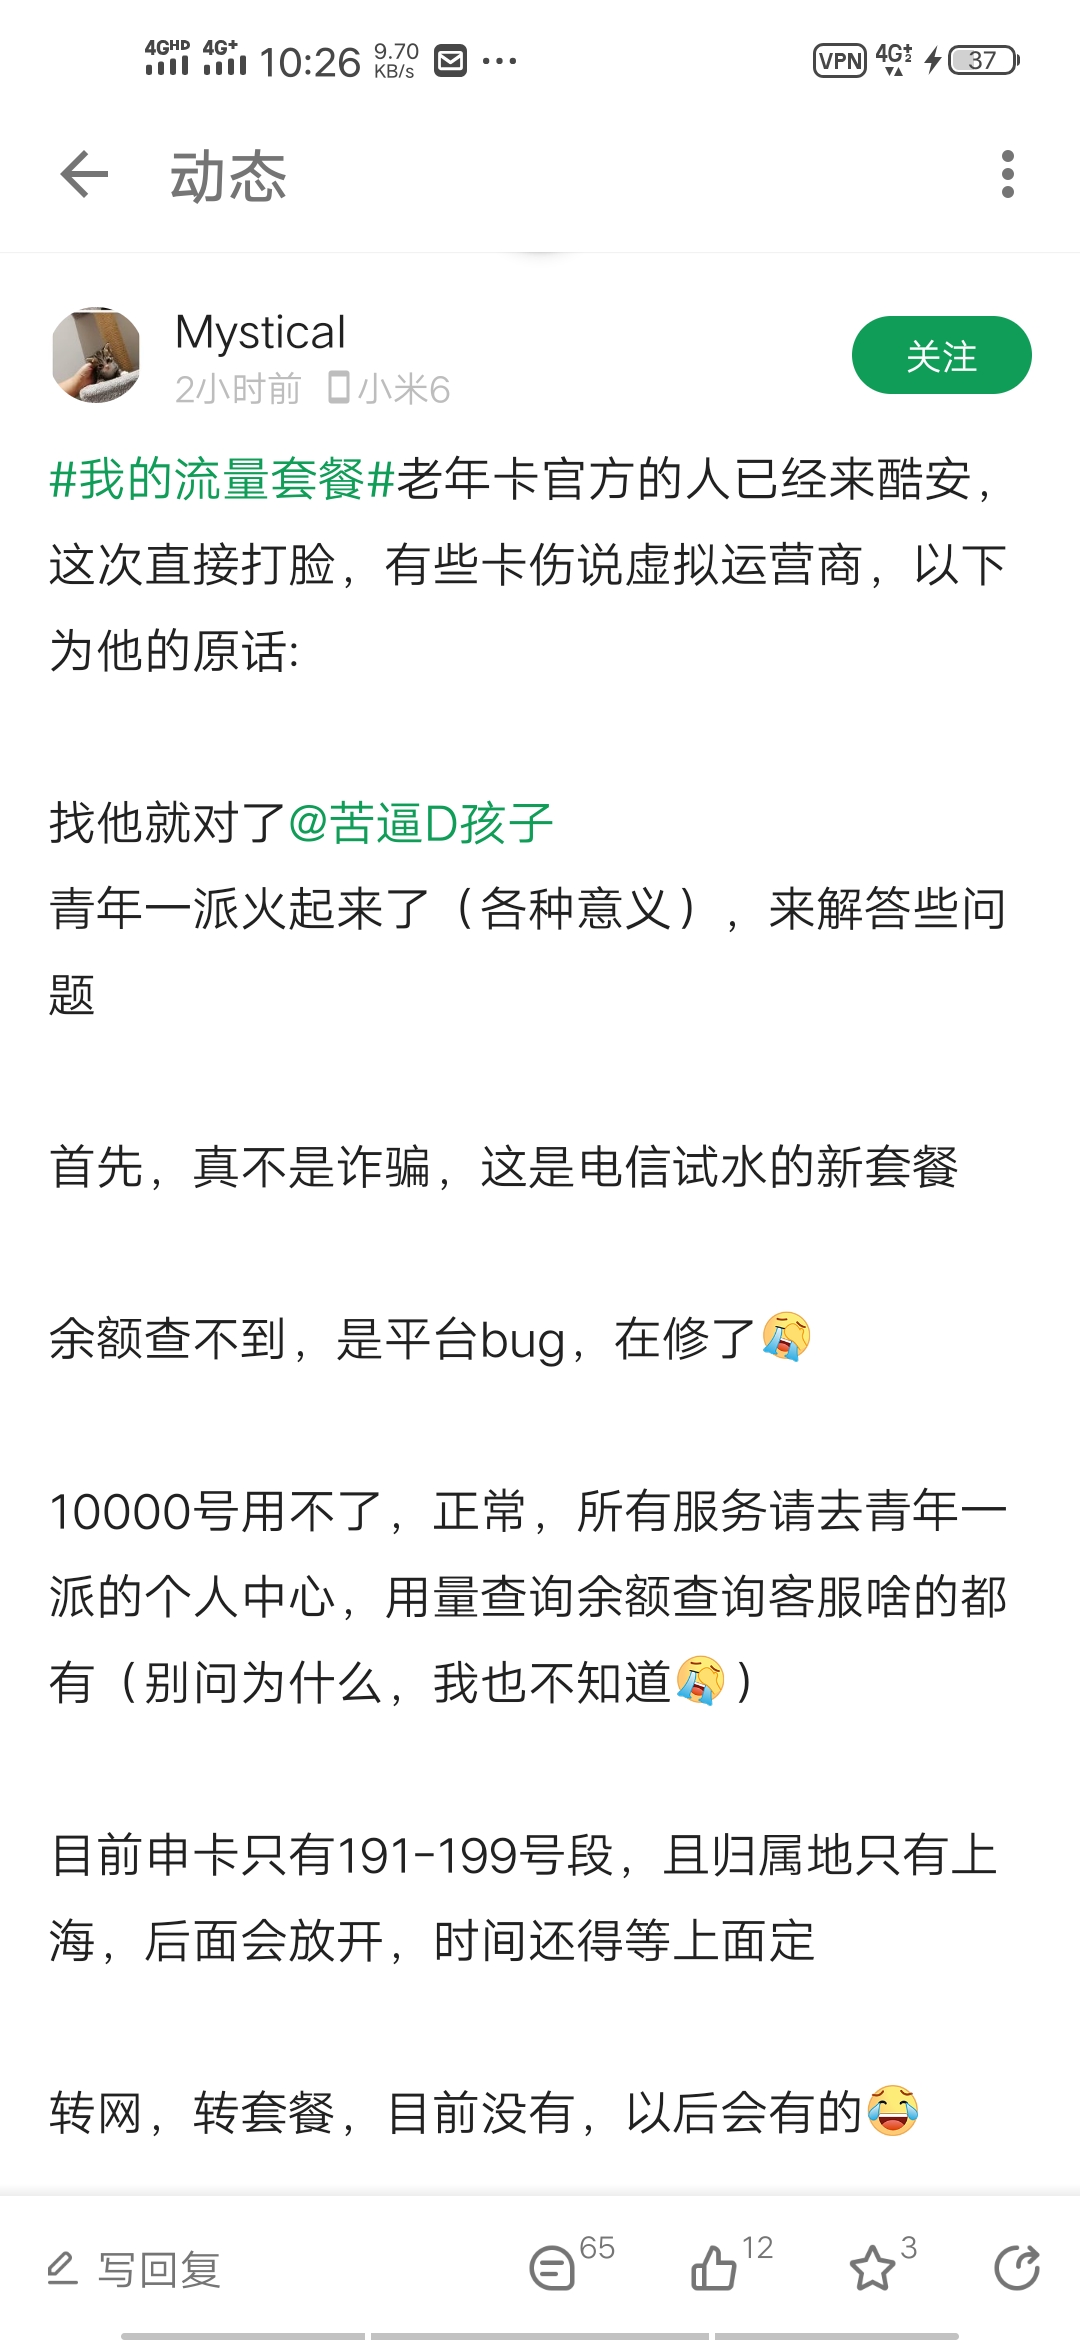 4GHD 4G+ 10:26 9.70 KB/s VPN 4G+2 37
动态
Mystical
关注
2小时前 小米6
#我的流量套餐#老年卡官方的人已经来酷安，
这次直接打脸，有些卡伤说虚拟运营商，以下
为他的原话:
找他就对了@苦逼D孩子
青年一派火起来了（各种意义），来解答些问
题
首先，真不是诈骗，这是电信试水的新套餐
余额查不到，是平台bug，在修了😭
10000号用不了，正常，所有服务请去青年一
派的个人中心，用量查询余额查询客服啥的都
有（别问为什么，我也不知道😭）
目前申卡只有191-199号段，且归属地只有上
海，后面会放开，时间还得等上面定
转网，转套餐，目前没有，以后会有的😂
写回复 65 12 3